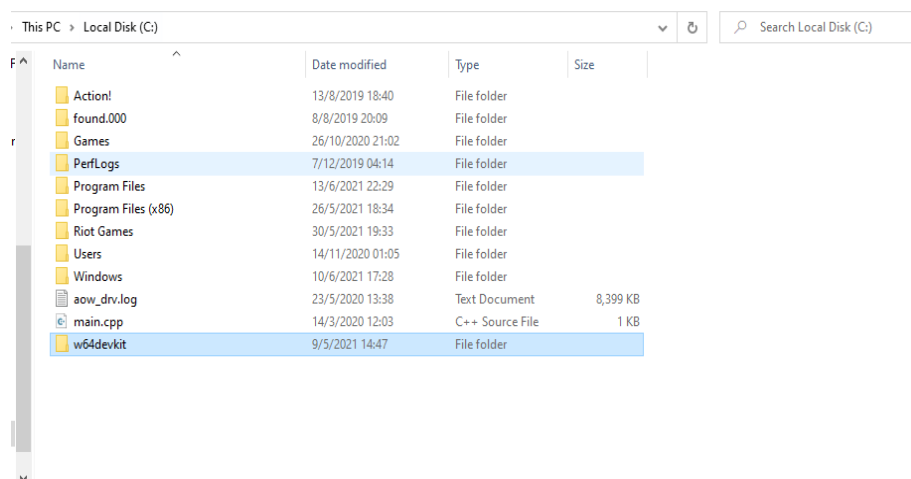 This PC > Local Disk (C:) Search Local Disk (C:)
Name Date modified Type Size
Action! 13/8/2019 18:40 File folder
found.000 8/8/2019 20:09 File folder
Games 26/10/2020 21:02 File folder
PerfLogs 7/12/2019 04:14 File folder
Program Files 13/6/2021 22:29 File folder
Program Files (x86) 26/5/2021 18:34 File folder
Riot Games 30/5/2021 19:33 File folder
Users 14/11/2020 01:05 File folder
Windows 10/6/2021 17:28 File folder
aow_drv.log 23/5/2020 13:38 Text Document 8,399 KB
main.cpp 14/3/2020 12:03 C++ Source File 1 KB
w64devkit 9/5/2021 14:47 File folder